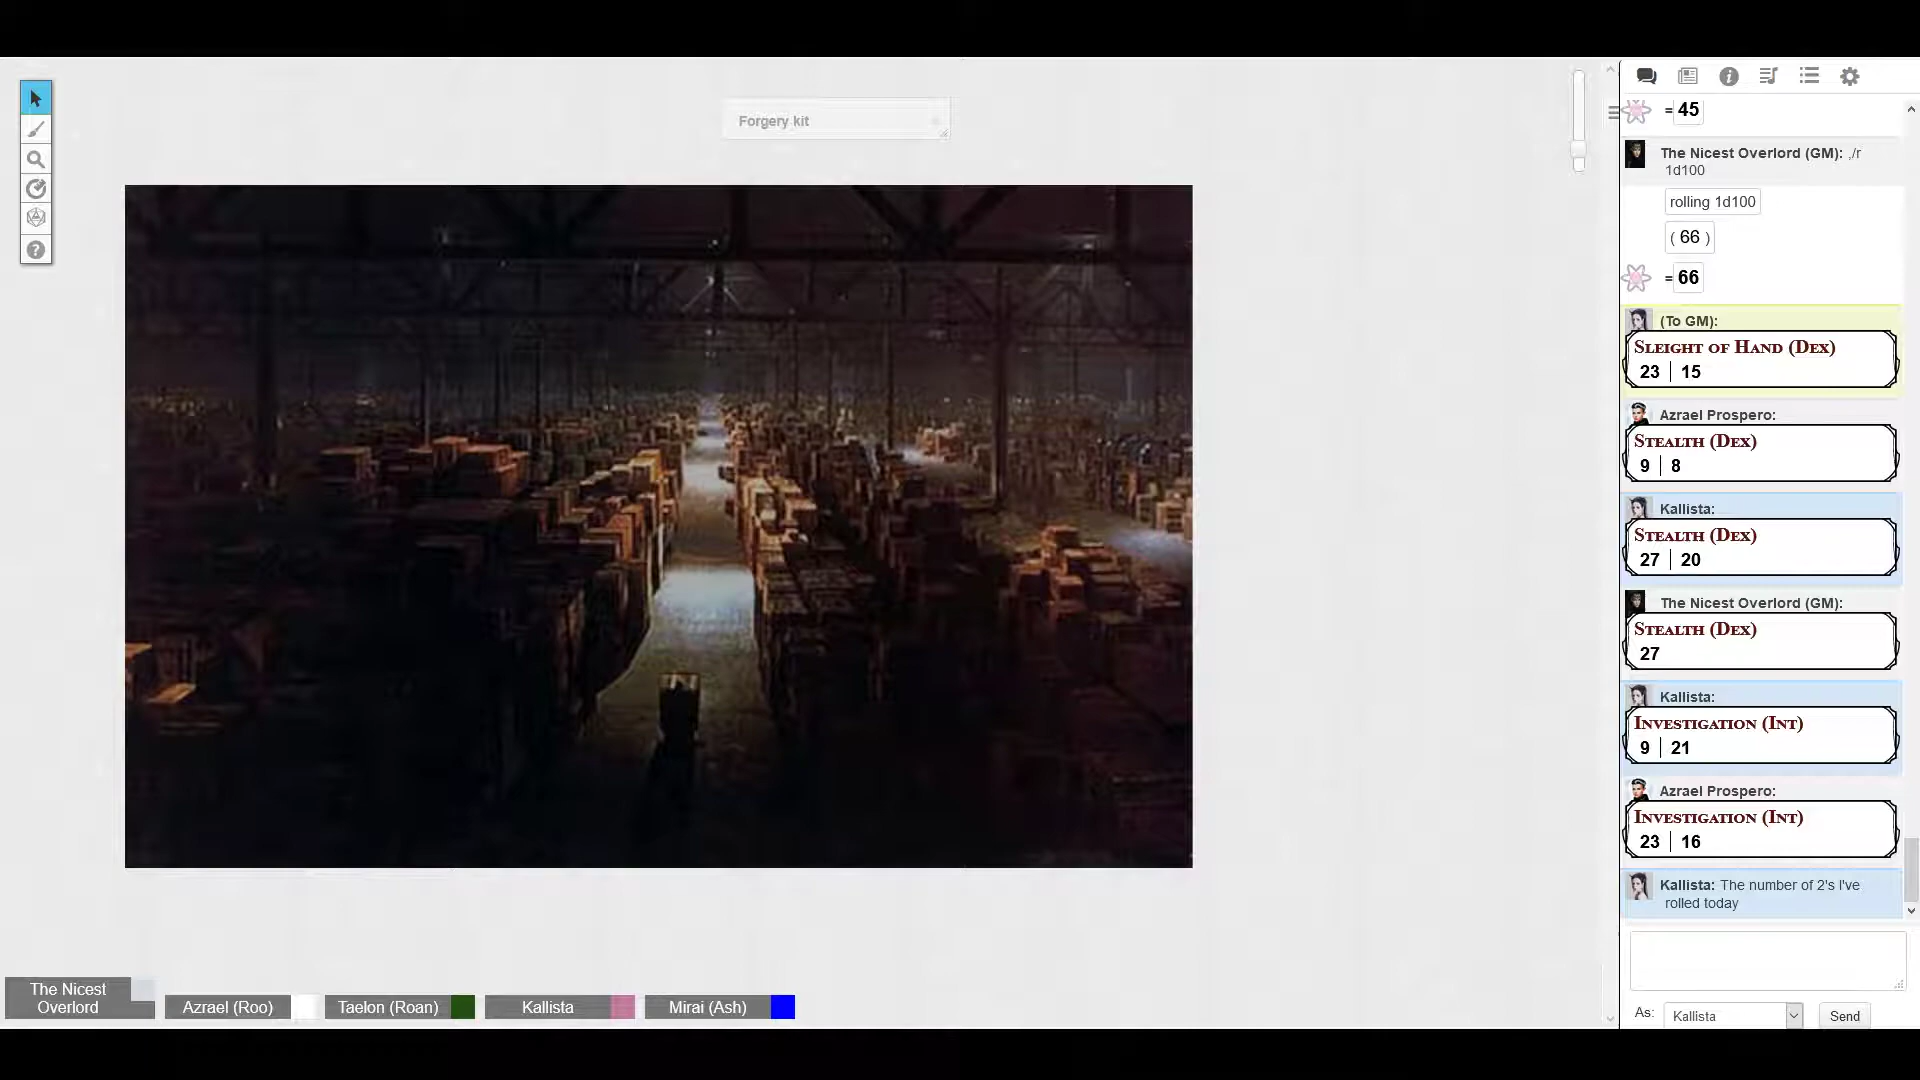 Forgery kit
= 45
The Nicest Overlord (GM): ,/r
1d100
rolling 1d100
( 66 )
= 66
(To GM):
Sleight of Hand (Dex)
23 | 15
Azrael Prospero:
Stealth (Dex)
9 | 8
Kallista:
Stealth (Dex)
27 | 20
The Nicest Overlord (GM):
Stealth (Dex)
27
Kallista:
Investigation (Int)
9 | 21
Azrael Prospero:
Investigation (Int)
23 | 16
Kallista: The number of 2's I've
rolled today
The Nicest
Overlord
Azrael (Roo)
Taelon (Roan)
Kallista
Mirai (Ash)
As: Kallista Send